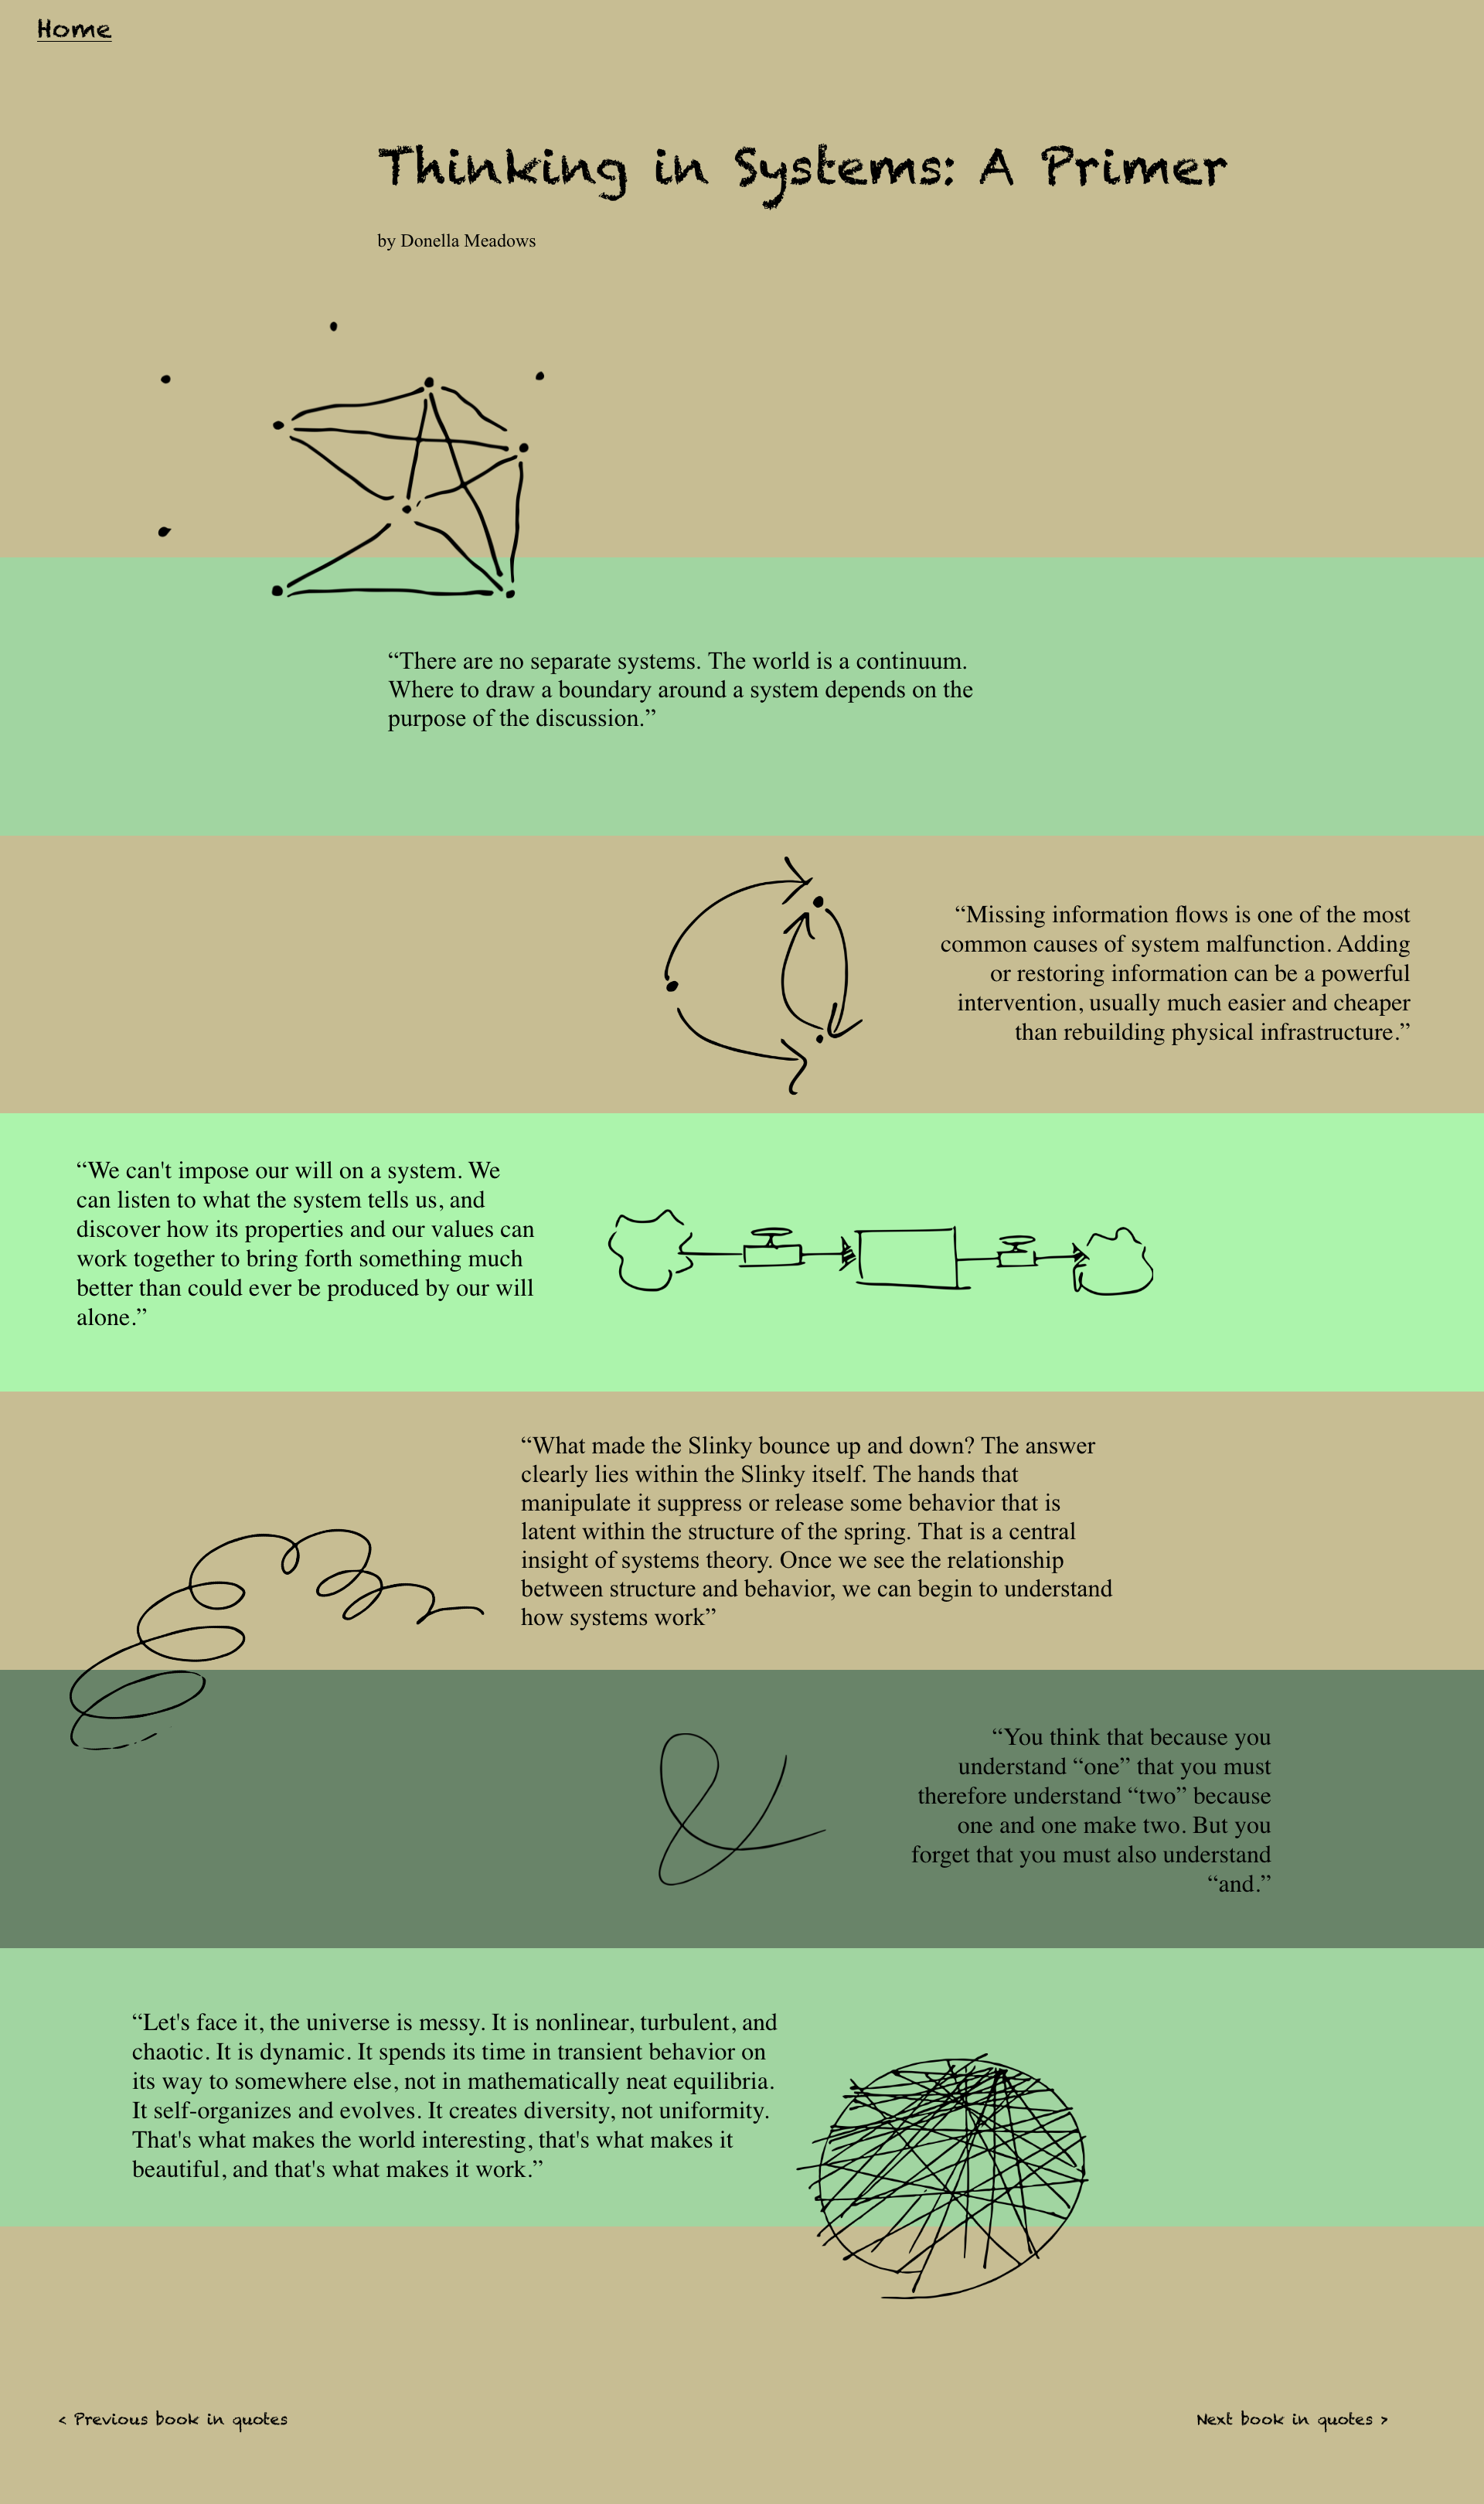 Home
Thinking in Systems: A Primer
by Donella Meadows
“There are no separate systems. The world is a continuum.
Where to draw a boundary around a system depends on the
purpose of the discussion.”
“Missing information flows is one of the most
common causes of system malfunction. Adding
or restoring information can be a powerful
intervention, usually much easier and cheaper
than rebuilding physical infrastructure.”
“We can't impose our will on a system. We
can listen to what the system tells us, and
discover how its properties and our values can
work together to bring forth something much
better than could ever be produced by our will
alone.”
“What made the Slinky bounce up and down? The answer
clearly lies within the Slinky itself. The hands that
manipulate it suppress or release some behavior that is
latent within the structure of the spring. That is a central
insight of systems theory. Once we see the relationship
between structure and behavior, we can begin to understand
how systems work”
“You think that because you
understand “one” that you must
therefore understand “two” because
one and one make two. But you
forget that you must also understand
“and.”
“Let's face it, the universe is messy. It is nonlinear, turbulent, and
chaotic. It is dynamic. It spends its time in transient behavior on
its way to somewhere else, not in mathematically neat equilibria.
It self-organizes and evolves. It creates diversity, not uniformity.
That's what makes the world interesting, that's what makes it
beautiful, and that's what makes it work.”
< Previous book in quotes
Next book in quotes >